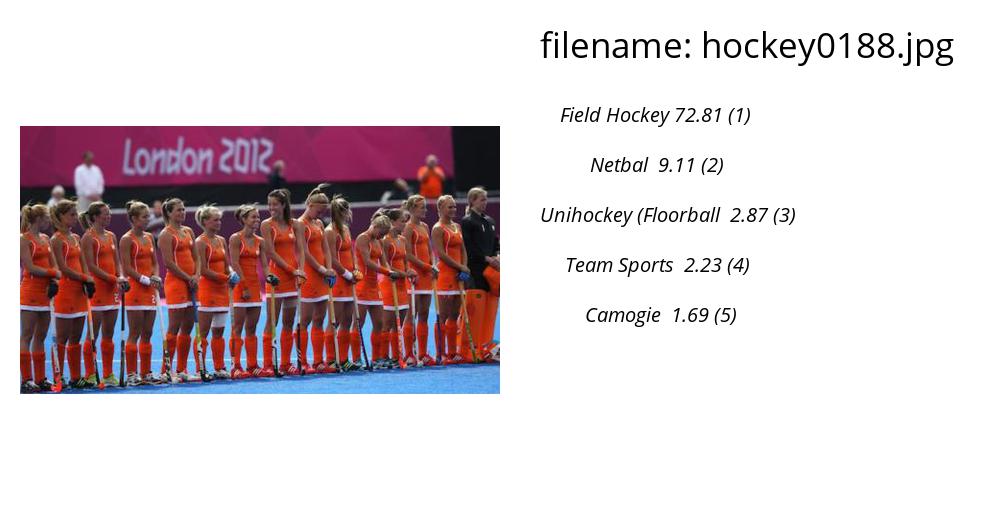 filename: hockey0188.jpg
Field Hockey 72.81 (1)
London 2012
Netbal 9.11 (2)
Unihockey (Floorball 2.87 (3)
Team Sports 2.23 (4)
Camogie 1.69 (5)